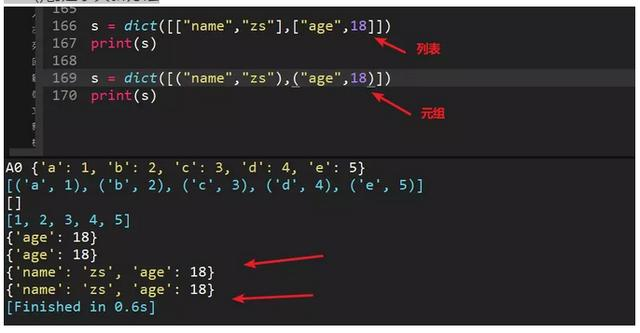 165
166 s = dict([["name","zs"],["age",18]])
167 print(s)
列表
168
169 s = dict([("name","zs"),("age",18)])
170 print(s)
元组
A0 {'a': 1, 'b': 2, 'c': 3, 'd': 4, 'e': 5}
[('a', 1), ('b', 2), ('c', 3), ('d', 4), ('e', 5)]
[]
[1, 2, 3, 4, 5]
{'age': 18}
{'age': 18}
{'name': 'zs', 'age': 18}
{'name': 'zs', 'age': 18}
[Finished in 0.6s]